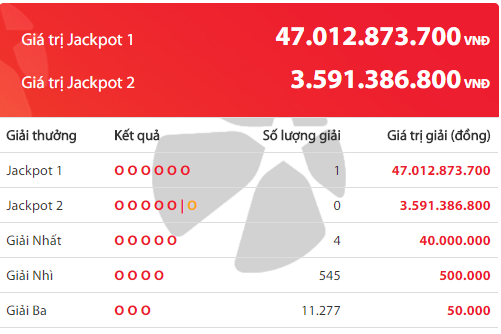 Giá trị Jackpot 1 47.012.873.700 VNĐ
Giá trị Jackpot 2 3.591.386.800 VNĐ
Giải thưởng Kết quả Số lượng giải Giá trị giải (đồng)
Jackpot 1 O O O O O O 1 47.012.873.700
Jackpot 2 O O O O O | O 0 3.591.386.800
Giải Nhất O O O O O 4 40.000.000
Giải Nhì O O O O 545 500.000
Giải Ba O O O 11.277 50.000